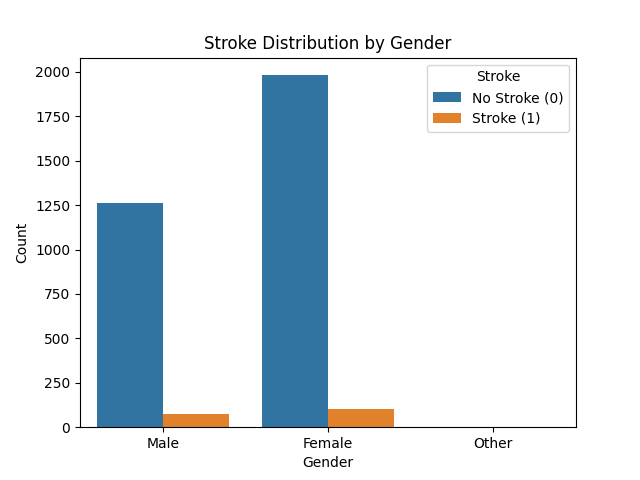 Stroke Distribution by Gender
Stroke
No Stroke (0)
Stroke (1)
2000
1750
1500
1250
1000
750
500
250
0
Count
Male Female Other
Gender